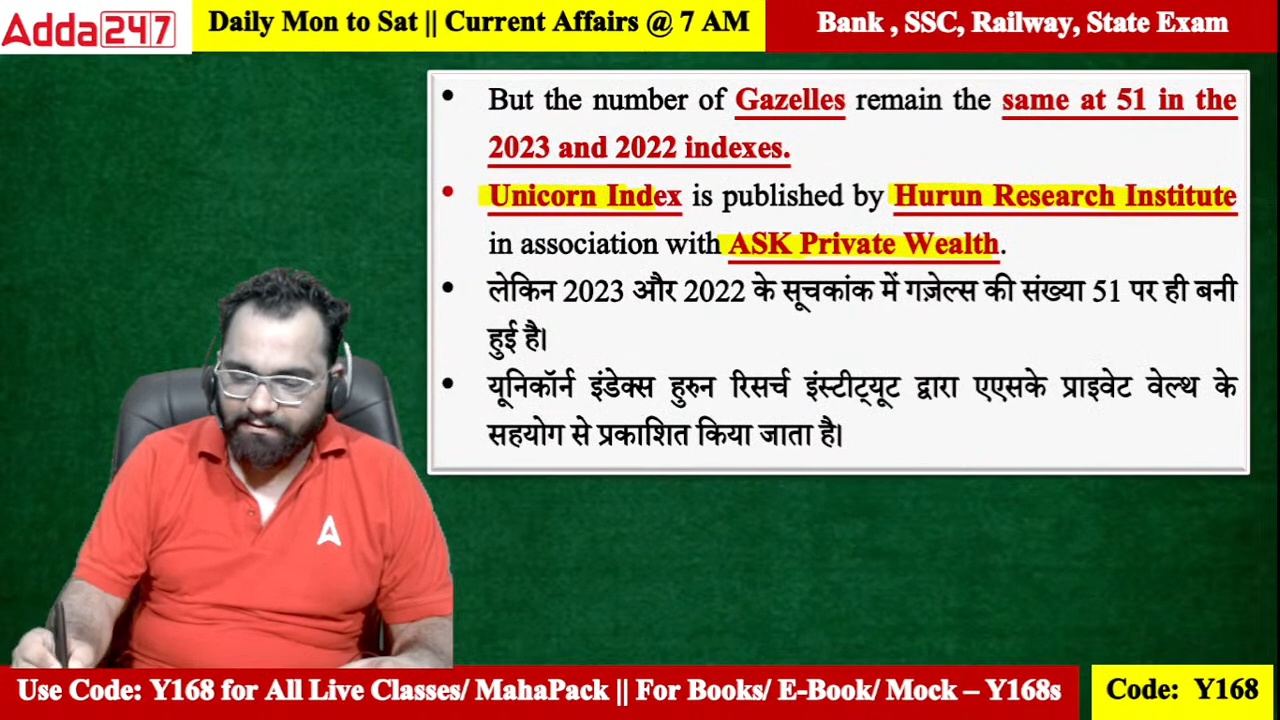 Adda247
Daily Mon to Sat || Current Affairs @ 7 AM
Bank , SSC, Railway, State Exam
• But the number of Gazelles remain the same at 51 in the
2023 and 2022 indexes.
• Unicorn Index is published by Hurun Research Institute
in association with ASK Private Wealth.
• लेकिन 2023 और 2022 के सूचकांक में गज़ेल्स की संख्या 51 पर ही बनी
हुई है।
• यूनिकॉर्न इंडेक्स हुरुन रिसर्च इंस्टीट्यूट द्वारा एएसके प्राइवेट वेल्थ के
सहयोग से प्रकाशित किया जाता है।
Use Code: Y168 for All Live Classes/ MahaPack || For Books/ E-Book/ Mock – Y168s
Code: Y168